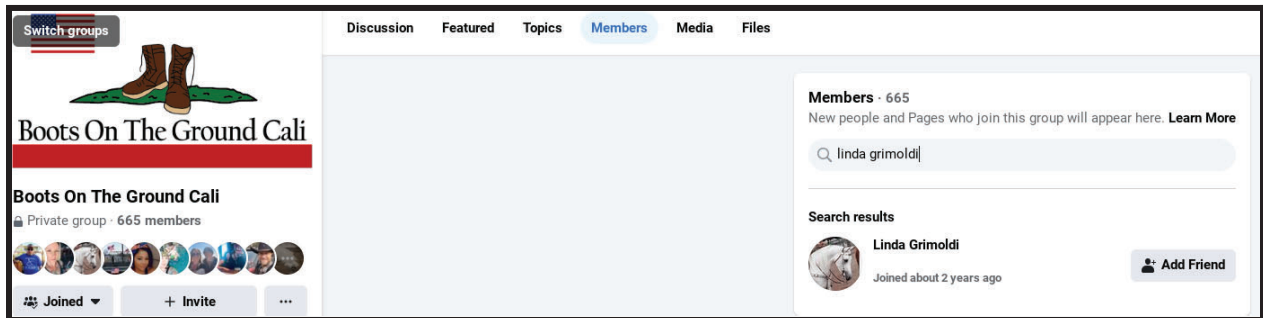 Switch groups
Discussion Featured Topics Members Media Files
Boots On The Ground Cali
Boots On The Ground Cali
Private group · 665 members
Joined
+ Invite
...
Members · 665
New people and Pages who join this group will appear here. Learn More
linda grimoldi
Search results
Linda Grimoldi
Joined about 2 years ago
Add Friend